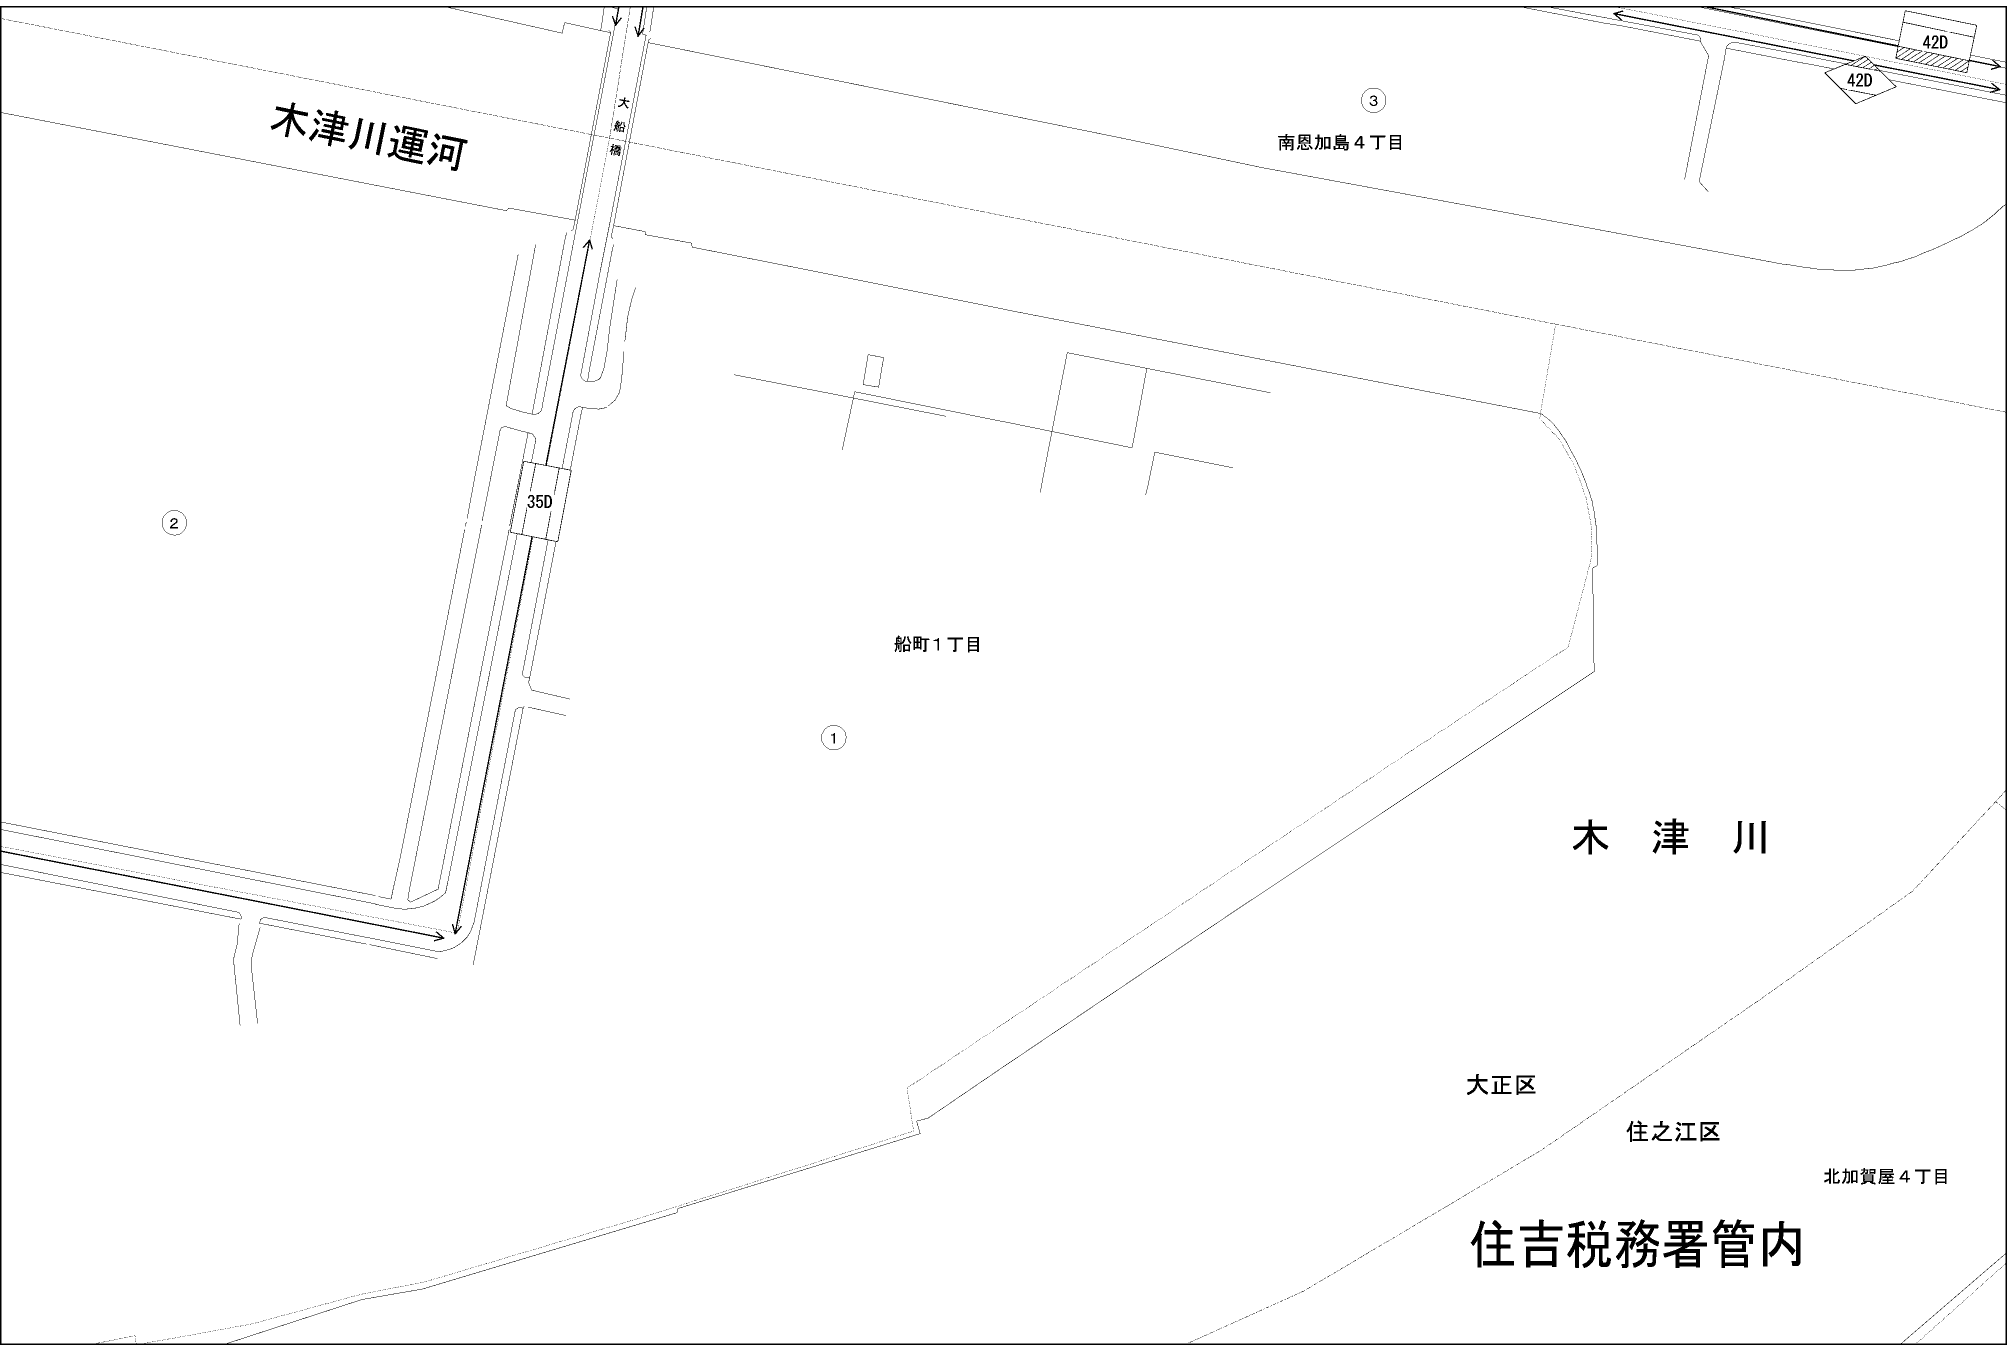 42D
42D
③
大船橋
木津川運河
南恩加島４丁目
35D
②
船町１丁目
①
木津川
大正区
住之江区
北加賀屋４丁目
住吉税務署管内